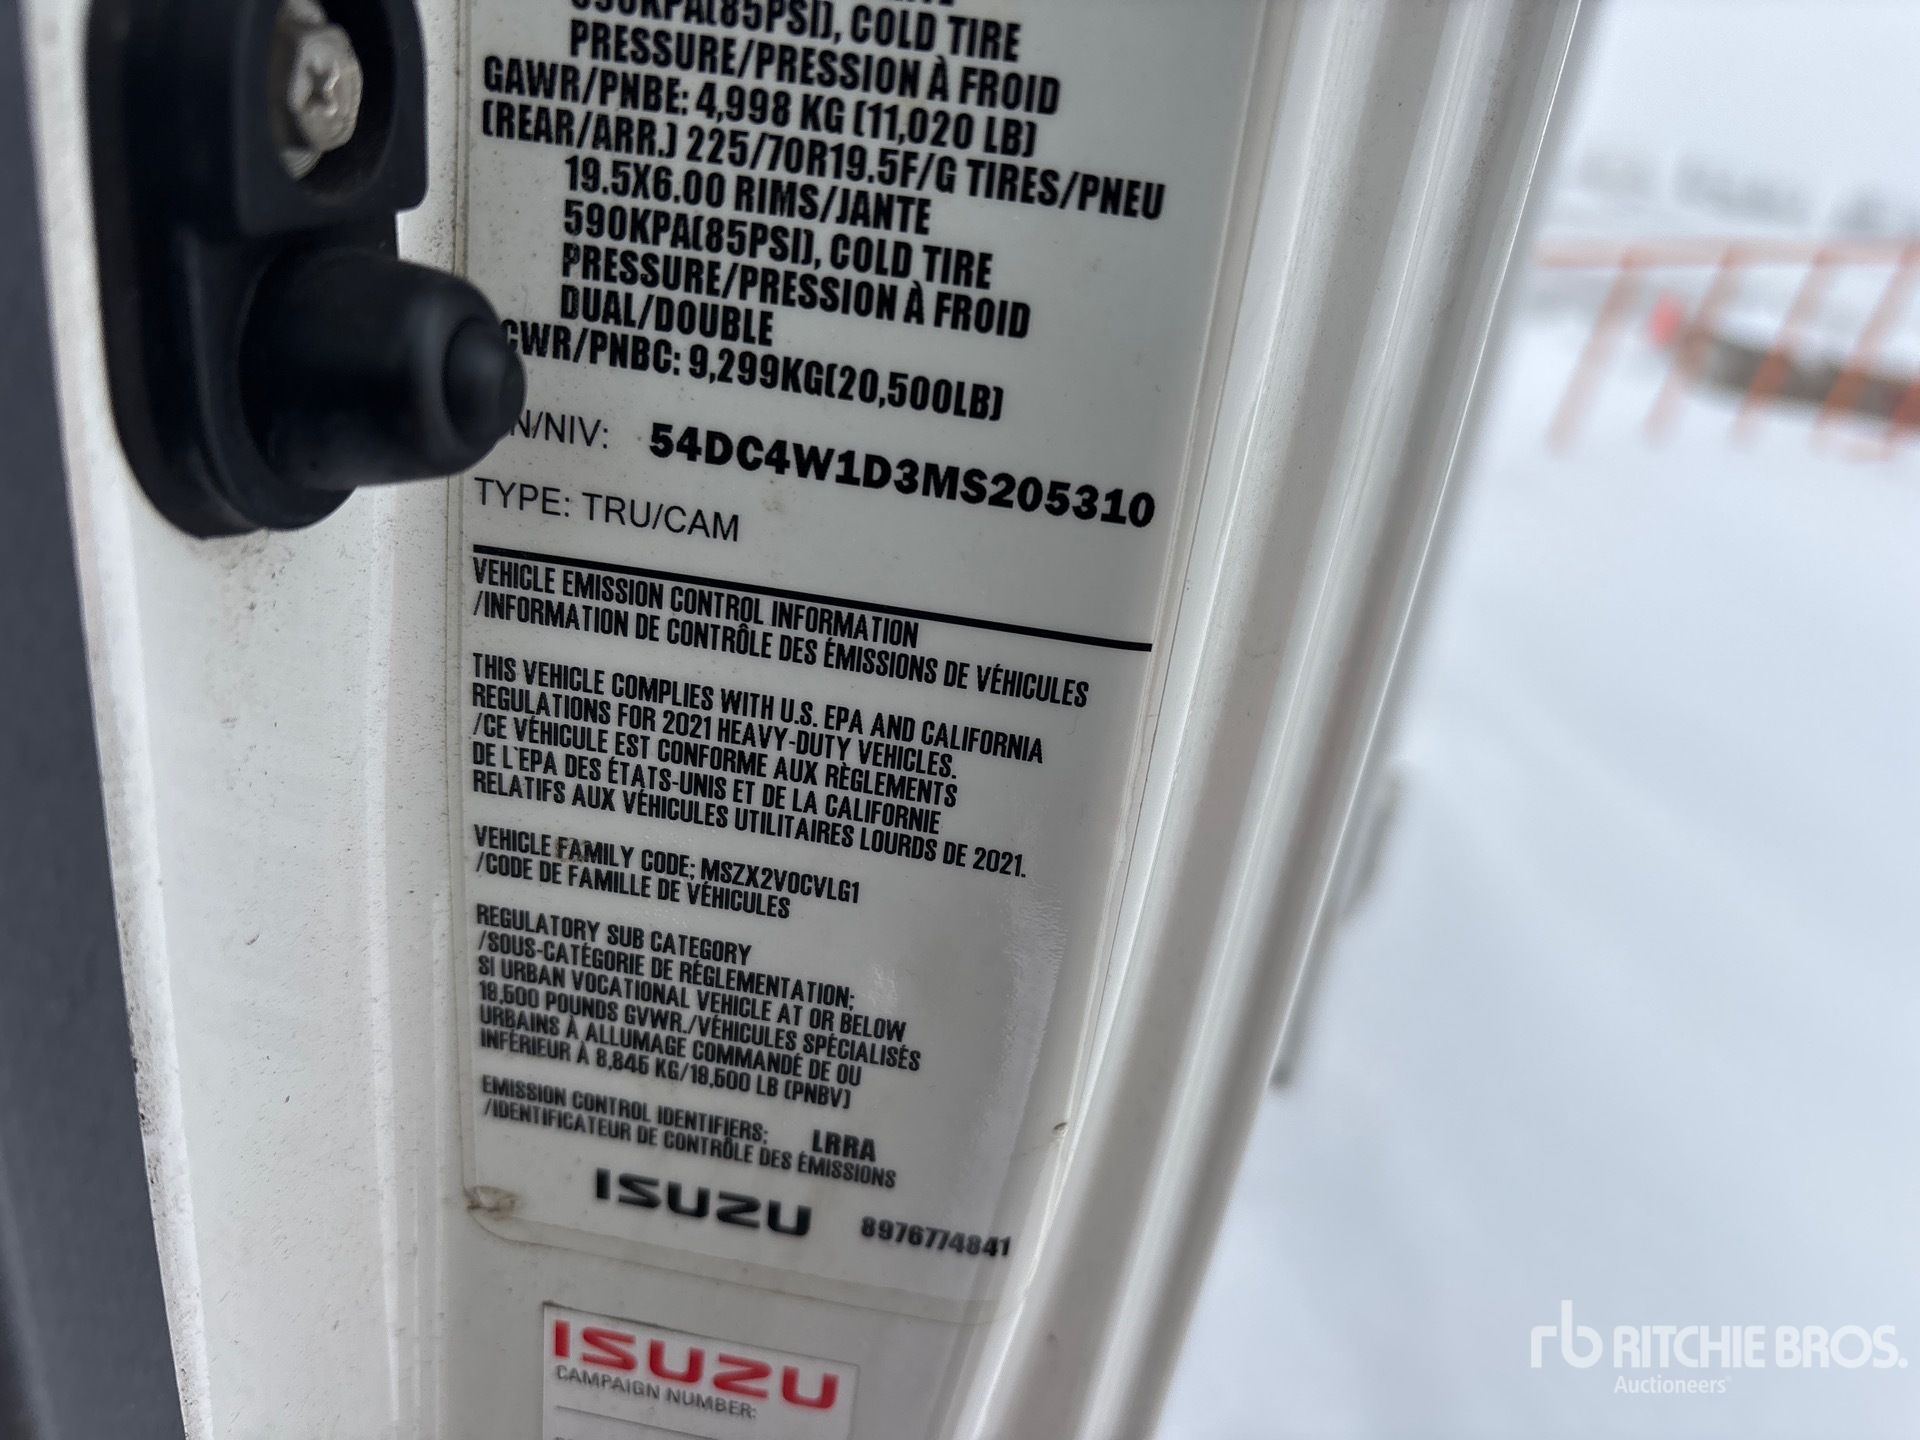 590KPA(85PSI), COLD TIRE
PRESSURE/PRESSION À FROID
GAWR/PNBE: 4,998 KG (11,020 LB)
(REAR/ARR.) 225/70R19.5F/G TIRES/PNEU
19.5X6.00 RIMS/JANTE
590KPA(85PSI), COLD TIRE
PRESSURE/PRESSION À FROID
DUAL/DOUBLE
CWR/PNBC: 9,299KG(20,500LB)
N/NIV: 54DC4W1D3MS205310
TYPE: TRU/CAM
VEHICLE EMISSION CONTROL INFORMATION
/INFORMATION DE CONTRÔLE DES ÉMISSIONS DE VÉHICULES
THIS VEHICLE COMPLIES WITH U.S. EPA AND CALIFORNIA
REGULATIONS FOR 2021 HEAVY-DUTY VEHICLES.
/CE VÉHICULE EST CONFORME AUX RÈGLEMENTS
DE L'EPA DES ÉTATS-UNIS ET DE LA CALIFORNIE
RELATIFS AUX VÉHICULES UTILITAIRES LOURDS DE 2021.
VEHICLE FAMILY CODE; MSZX2VOCVLG1
/CODE DE FAMILLE DE VÉHICULES
REGULATORY SUB CATEGORY
/SOUS-CATÉGORIE DE RÉGLEMENTATION:
SI URBAN VOCATIONAL VEHICLE AT OR BELOW
18,500 POUNDS GVWR./VÉHICULES SPÉCIALISÉS
URBAINS À ALLUMAGE COMMANDÉ DE OU
INFÉRIEUR À 8,845 KG/18,500 LB (PNBV)
EMISSION CONTROL IDENTIFIERS: LRRA
/IDENTIFICATEUR DE CONTRÔLE DES ÉMISSIONS
ISUZU 8976774841
ISUZU
CAMPAIGN NUMBER:
rb RITCHIE BROS.
Auctioneers